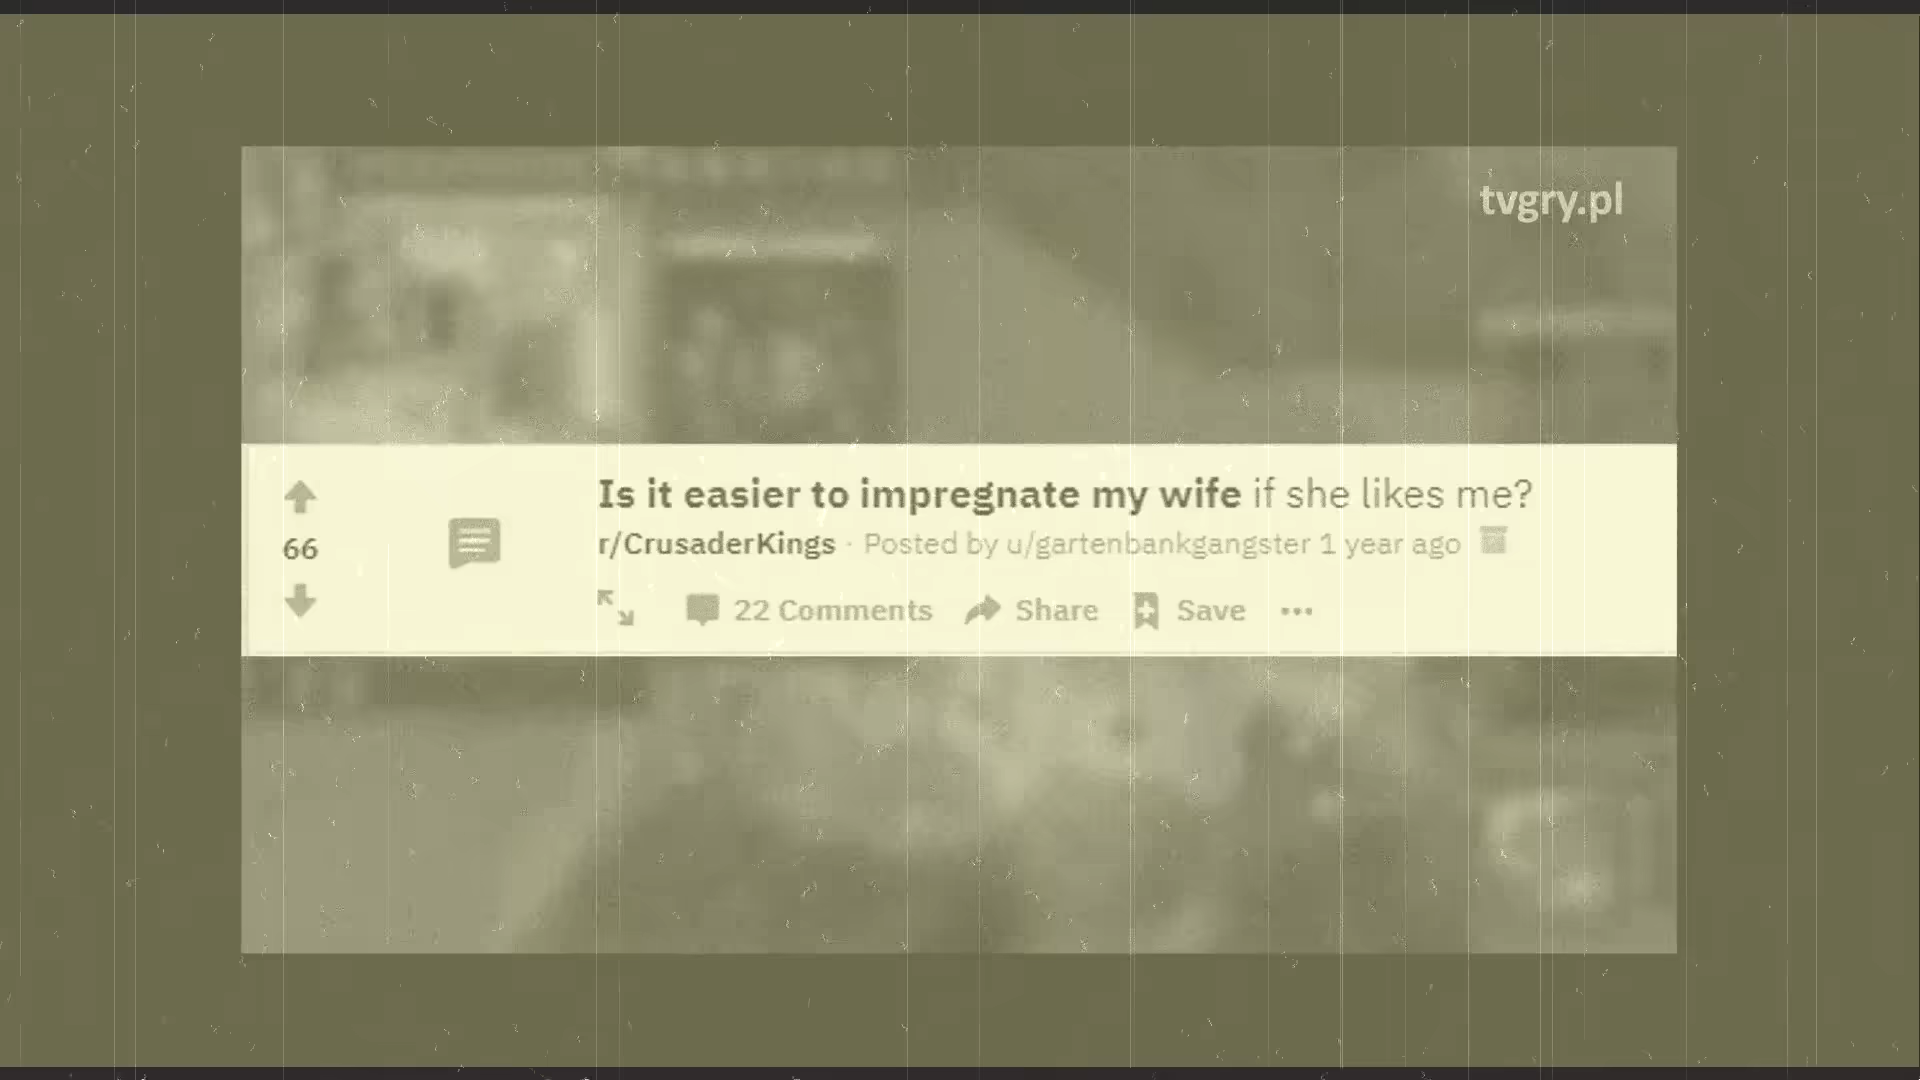 tvgry.pl
Is it easier to impregnate my wife if she likes me?
66
r/CrusaderKings · Posted by u/gartenbankgangster 1 year ago
22 Comments Share Save ...